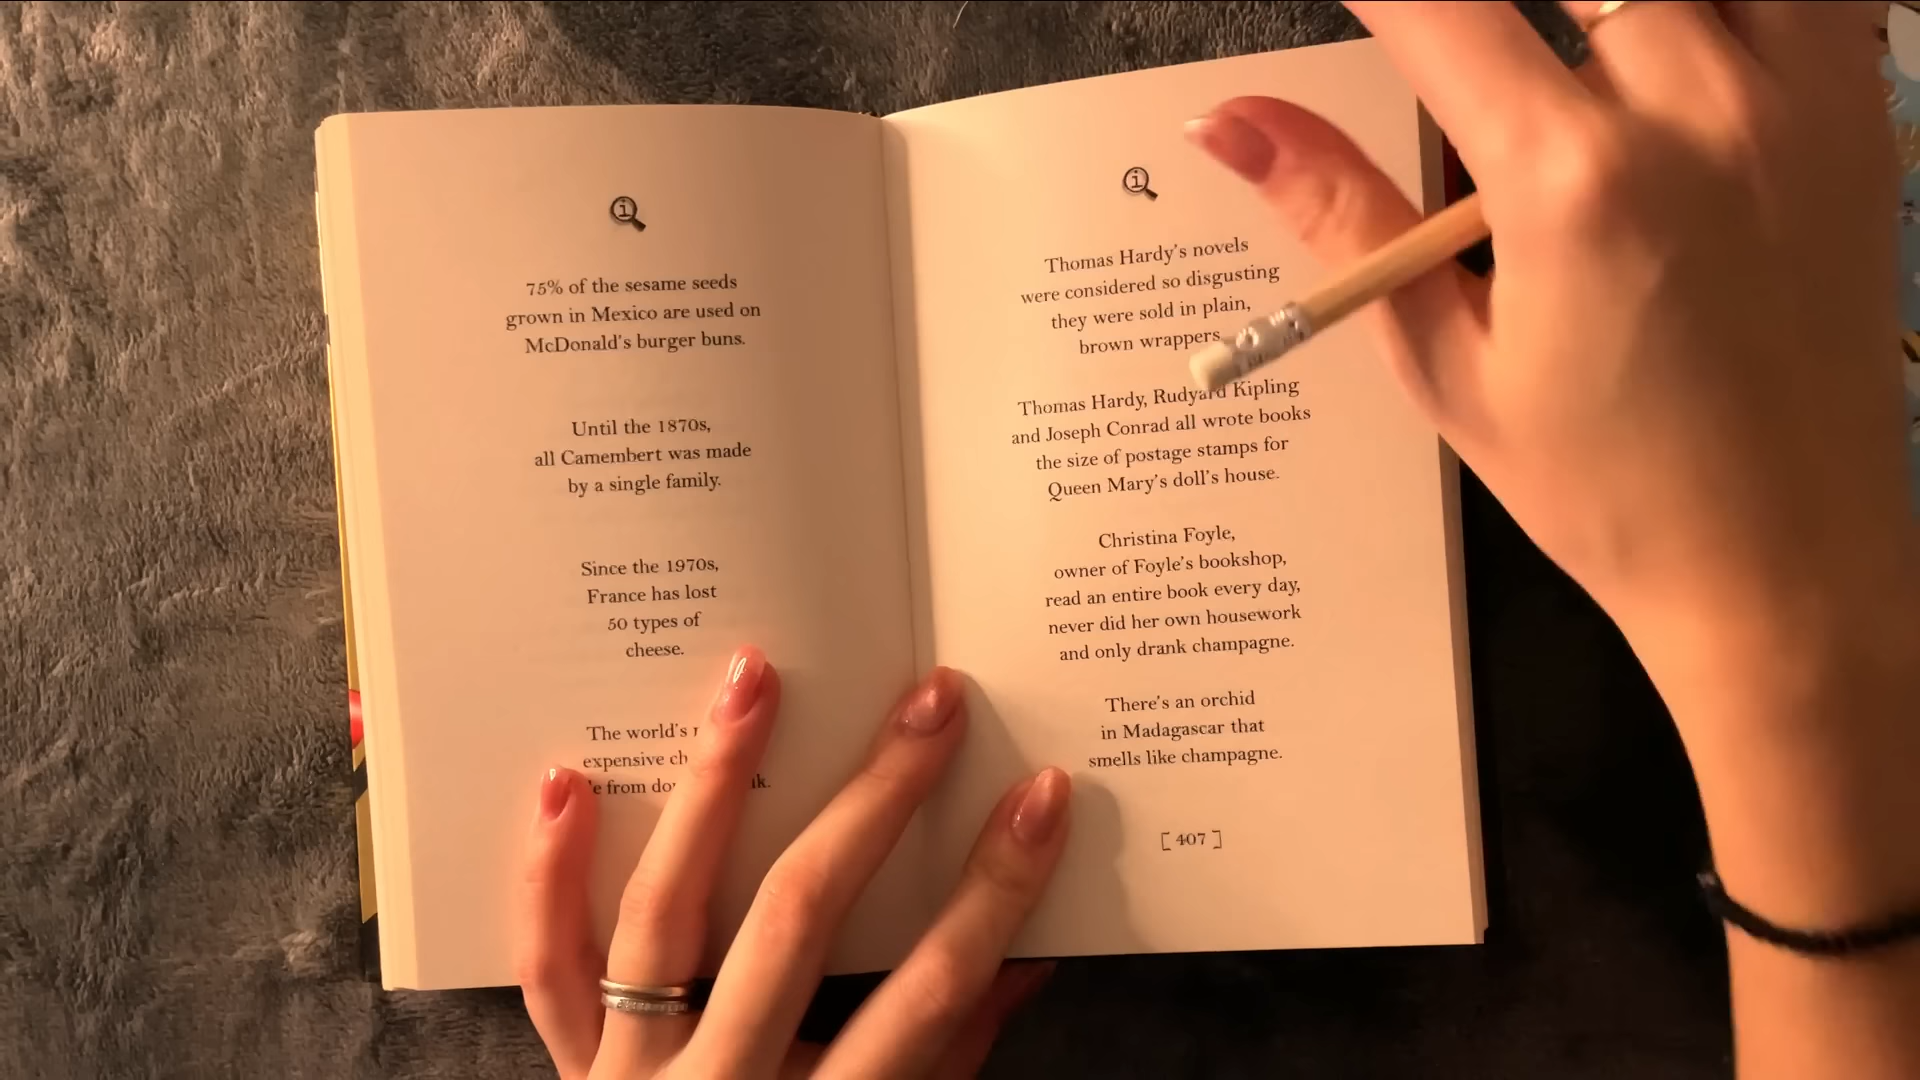 75% of the sesame seeds
grown in Mexico are used on
McDonald's burger buns.
Until the 1870s,
all Camembert was made
by a single family.
Since the 1970s,
France has lost
50 types of
cheese.
The world's
expensive
from
Thomas Hardy's novels
were considered so disgusting
they were sold in plain,
brown wrappers
Thomas Hardy, Rudyard Kipling
and Joseph Conrad all wrote books
the size of postage stamps for
Queen Mary's doll's house.
Christina Foyle,
owner of Foyle's bookshop,
read an entire book every day,
never did her own housework
and only drank champagne.
There's an orchid
in Madagascar that
smells like champagne.
[ 407 ]